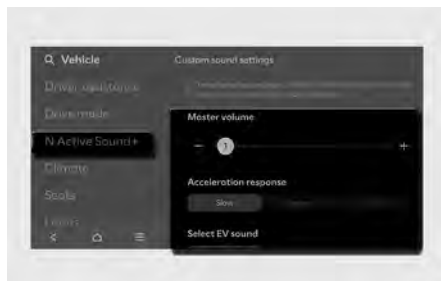 Vehicle
Custom sound settings
Driver assistance
Drive mode
Master volume
N Active Sound+
1
Climate
Acceleration response
Seats
Slow
Lights
Select EV sound